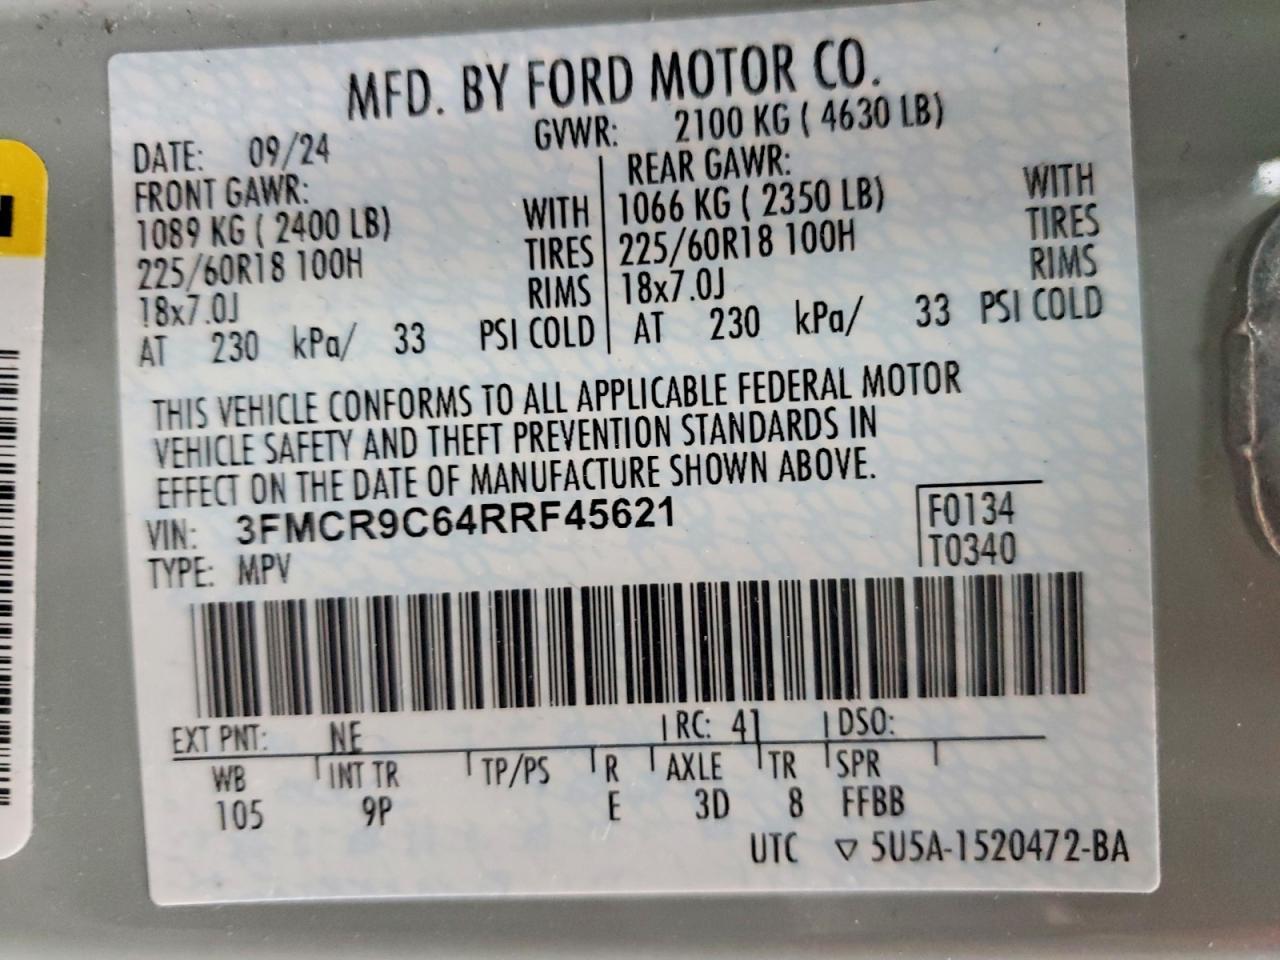 MFD. BY FORD MOTOR CO.
DATE: 09/24 GVWR: 2100 KG ( 4630 LB)
FRONT GAWR: REAR GAWR:
1089 KG ( 2400 LB) WITH 1066 KG ( 2350 LB) WITH
225/60R18 100H TIRES 225/60R18 100H TIRES
18x7.0J RIMS 18x7.0J RIMS
AT 230 kPa/ 33 PSI COLD AT 230 kPa/ 33 PSI COLD
THIS VEHICLE CONFORMS TO ALL APPLICABLE FEDERAL MOTOR
VEHICLE SAFETY AND THEFT PREVENTION STANDARDS IN
EFFECT ON THE DATE OF MANUFACTURE SHOWN ABOVE.
VIN: 3FMCR9C64RRF45621 F0134
TYPE: MPV T0340
EXT PNT: NE RC: 41 DSO:
WB INT TR TP/PS R AXLE TR SPR
105 9P E 3D 8 FFBB
UTC ▽ 5U5A-1520472-BA